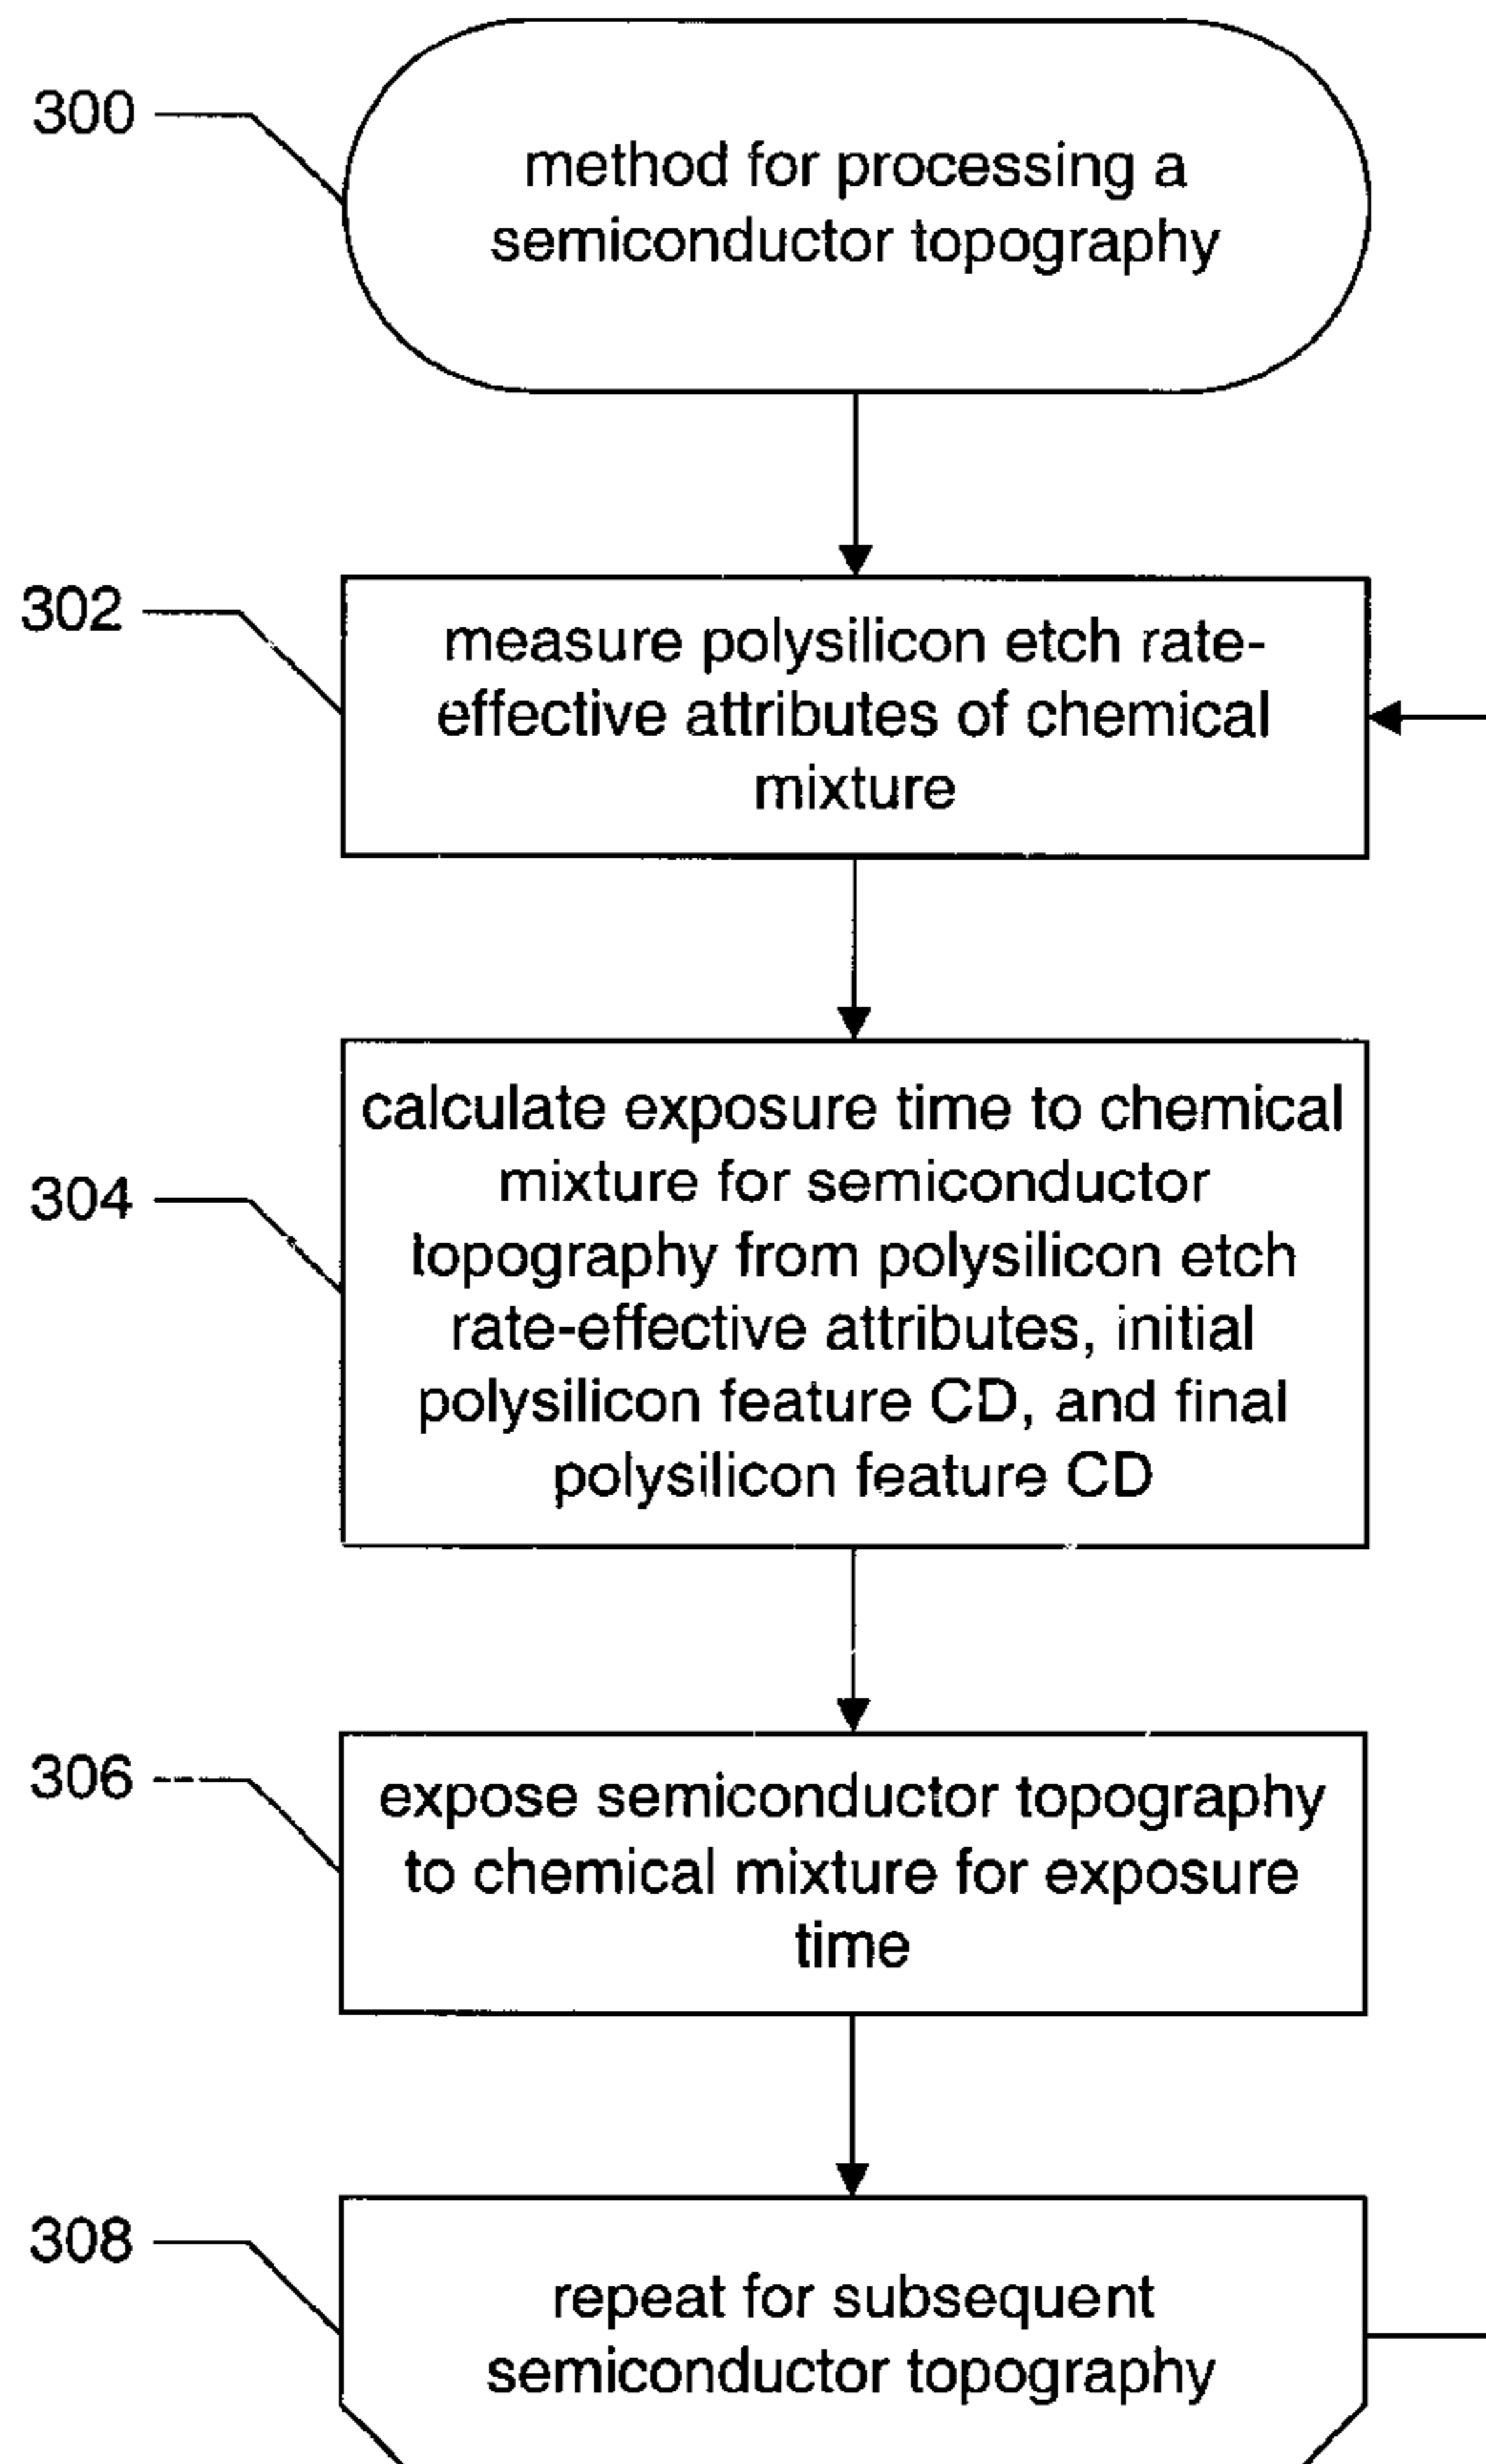 300
method for processing a
semiconductor topography
302
measure polysilicon etch rate-
effective attributes of chemical
mixture
304
calculate exposure time to chemical
mixture for semiconductor
topography from polysilicon etch
rate-effective attributes, initial
polysilicon feature CD, and final
polysilicon feature CD
306
expose semiconductor topography
to chemical mixture for exposure
time
308
repeat for subsequent
semiconductor topography